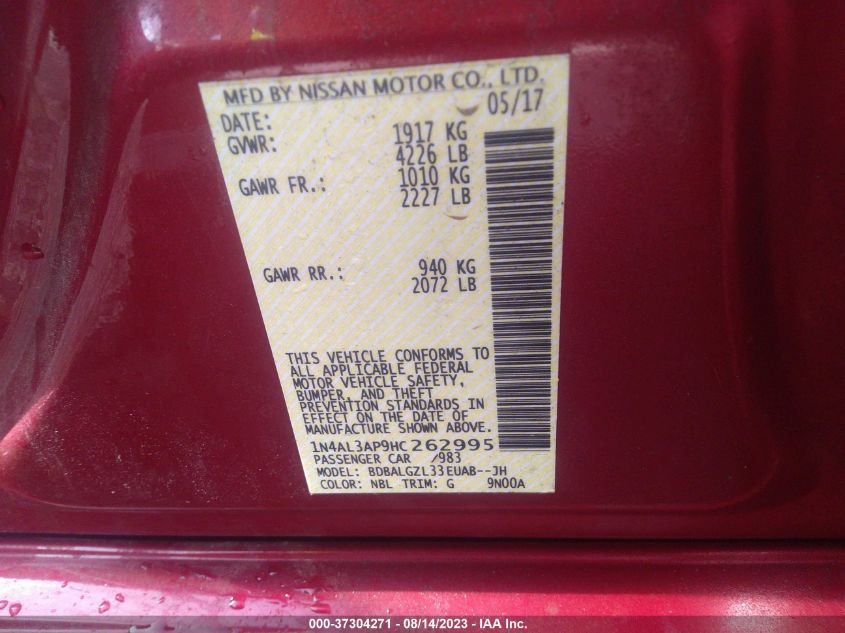 MFD BY NISSAN MOTOR CO., LTD.
DATE: 05/17
GVWR: 1917 KG
4226 LB
GAWR FR.: 1010 KG
2227 LB
GAWR RR.: 940 KG
2072 LB
THIS VEHICLE CONFORMS TO
ALL APPLICABLE FEDERAL
MOTOR VEHICLE SAFETY,
BUMPER, AND THEFT
PREVENTION STANDARDS IN
EFFECT ON THE DATE OF
MANUFACTURE SHOWN ABOVE.
1N4AL3AP9HC262995
PASSENGER CAR /983
MODEL: BDBALGZL33EUAB--JH
COLOR: NBL TRIM: G 9N00A
000-37304271 - 08/14/2023 - IAA Inc.